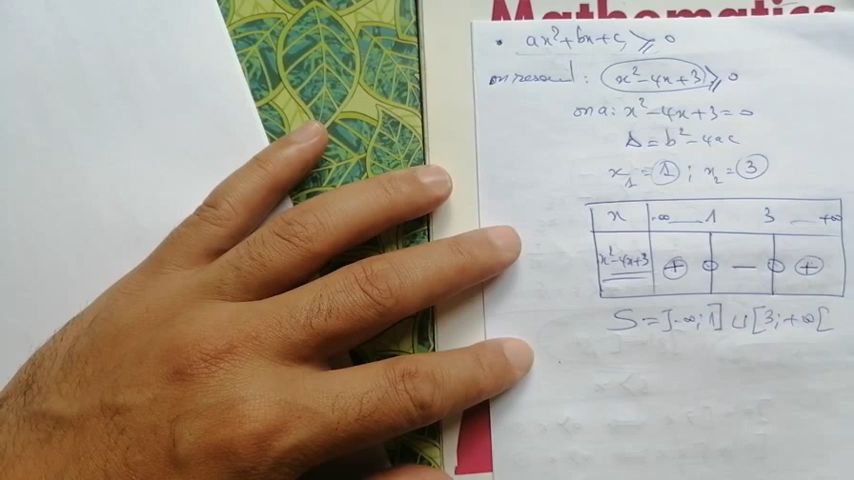 Mathematics
• ax²+bx+c ⩾ 0
on resoud : x²-4x+3 ⩾ 0
on a : x²-4x+3=0
Δ = b²-4ac
x₁ = 1 ; x₂ = 3
x -∞ 1 3 +∞
x²-4x+3 + 0 — 0 +
S = ]-∞; 1] ∪ [3; +∞[